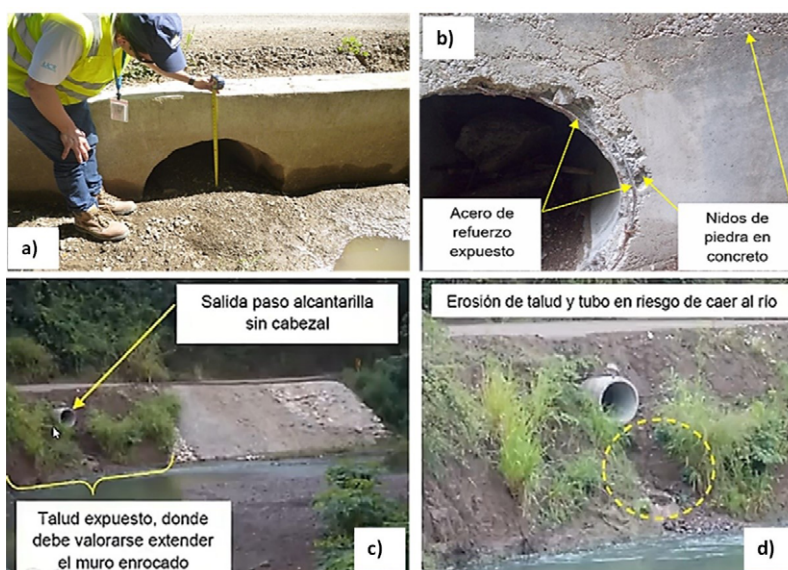 a)
b)
Acero de
refuerzo
expuesto
Nidos de
piedra en
concreto
Salida paso alcantarilla
sin cabezal
Talud expuesto, donde
debe valorarse extender
el muro enrocado
c)
Erosión de talud y tubo en riesgo de caer al río
d)